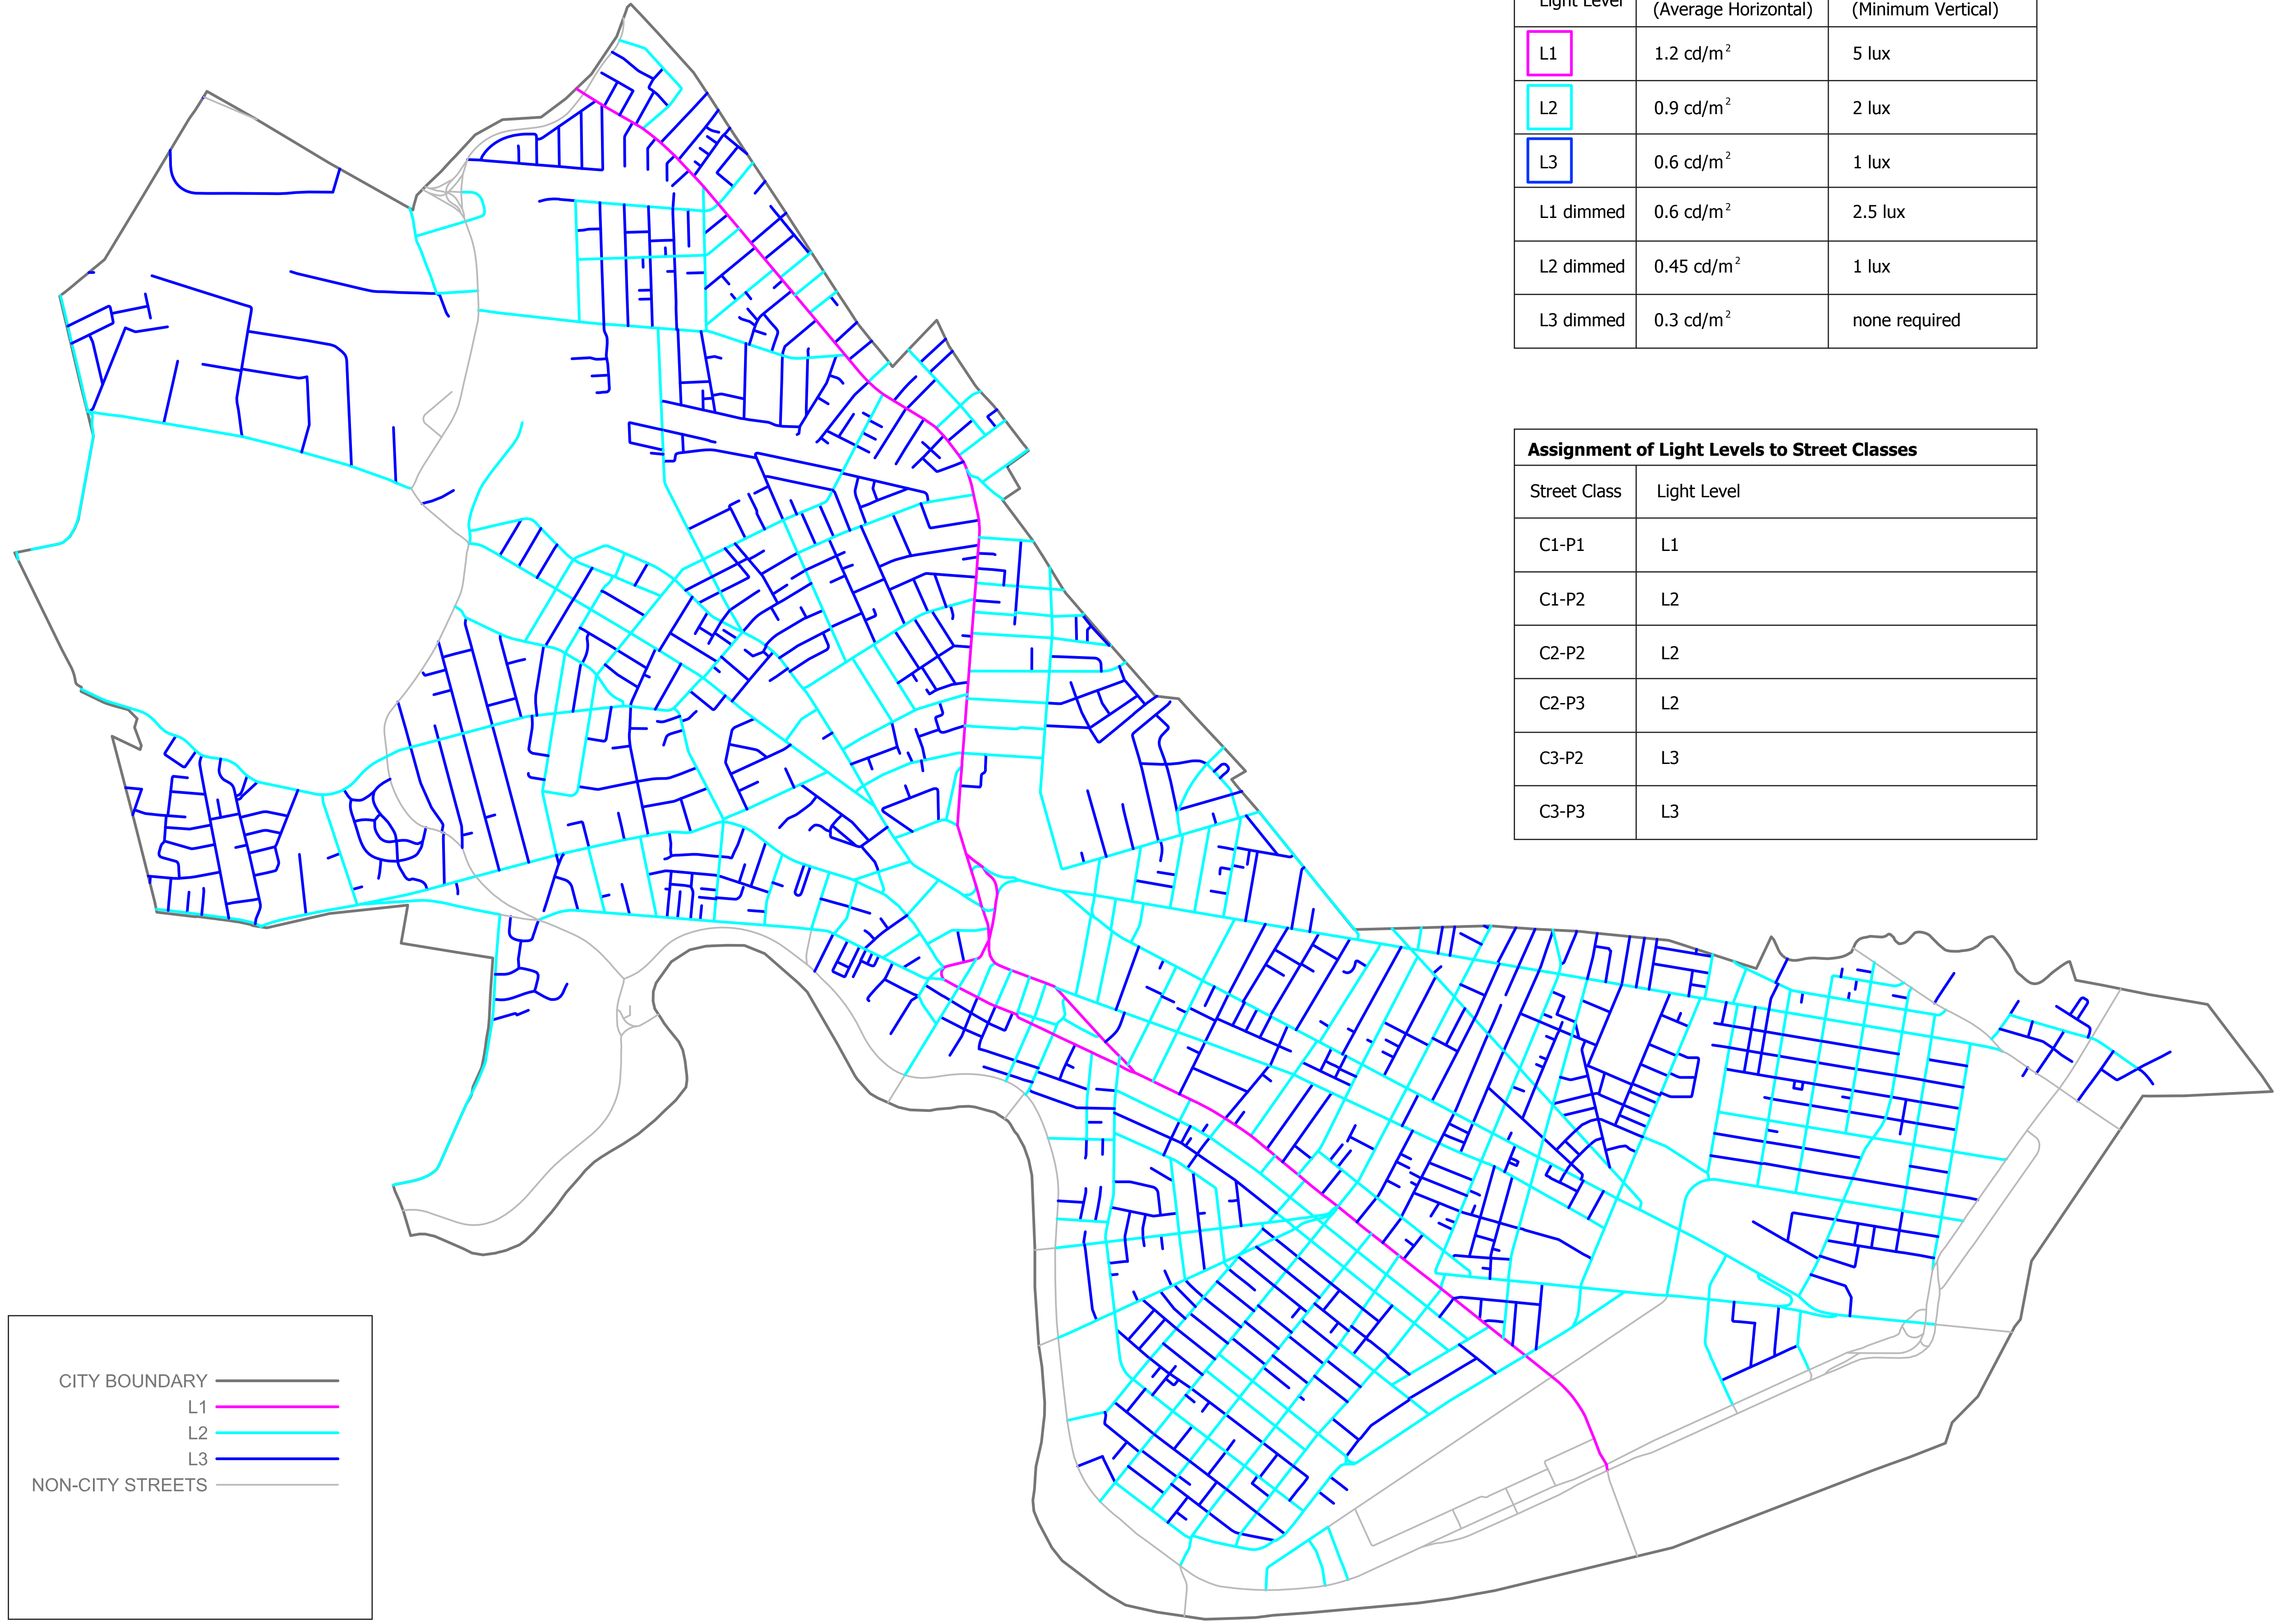 Light Level (Average Horizontal) (Minimum Vertical)
L1 1.2 cd/m² 5 lux
L2 0.9 cd/m² 2 lux
L3 0.6 cd/m² 1 lux
L1 dimmed 0.6 cd/m² 2.5 lux
L2 dimmed 0.45 cd/m² 1 lux
L3 dimmed 0.3 cd/m² none required
Assignment of Light Levels to Street Classes
Street Class Light Level
C1-P1 L1
C1-P2 L2
C2-P2 L2
C2-P3 L2
C3-P2 L3
C3-P3 L3
CITY BOUNDARY
L1
L2
L3
NON-CITY STREETS